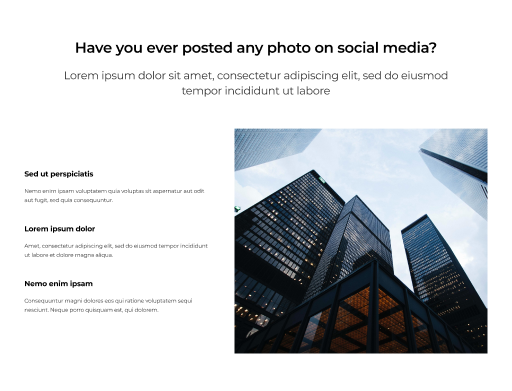 Have you ever posted any photo on social media?
Lorem ipsum dolor sit amet, consectetur adipiscing elit, sed do eiusmod
tempor incididunt ut labore
Sed ut perspiciatis
Nemo enim ipsam voluptatem quia voluptas sit aspernatur aut odit
aut fugit, sed quia consequuntur.
Lorem ipsum dolor
Amet, consectetur adipiscing elit, sed do eiusmod tempor incididunt
ut labore et dolore magna aliqua.
Nemo enim ipsam
Consequuntur magni dolores eos qui ratione voluptatem sequi
nesciunt. Neque porro quisquam est, qui dolorem.